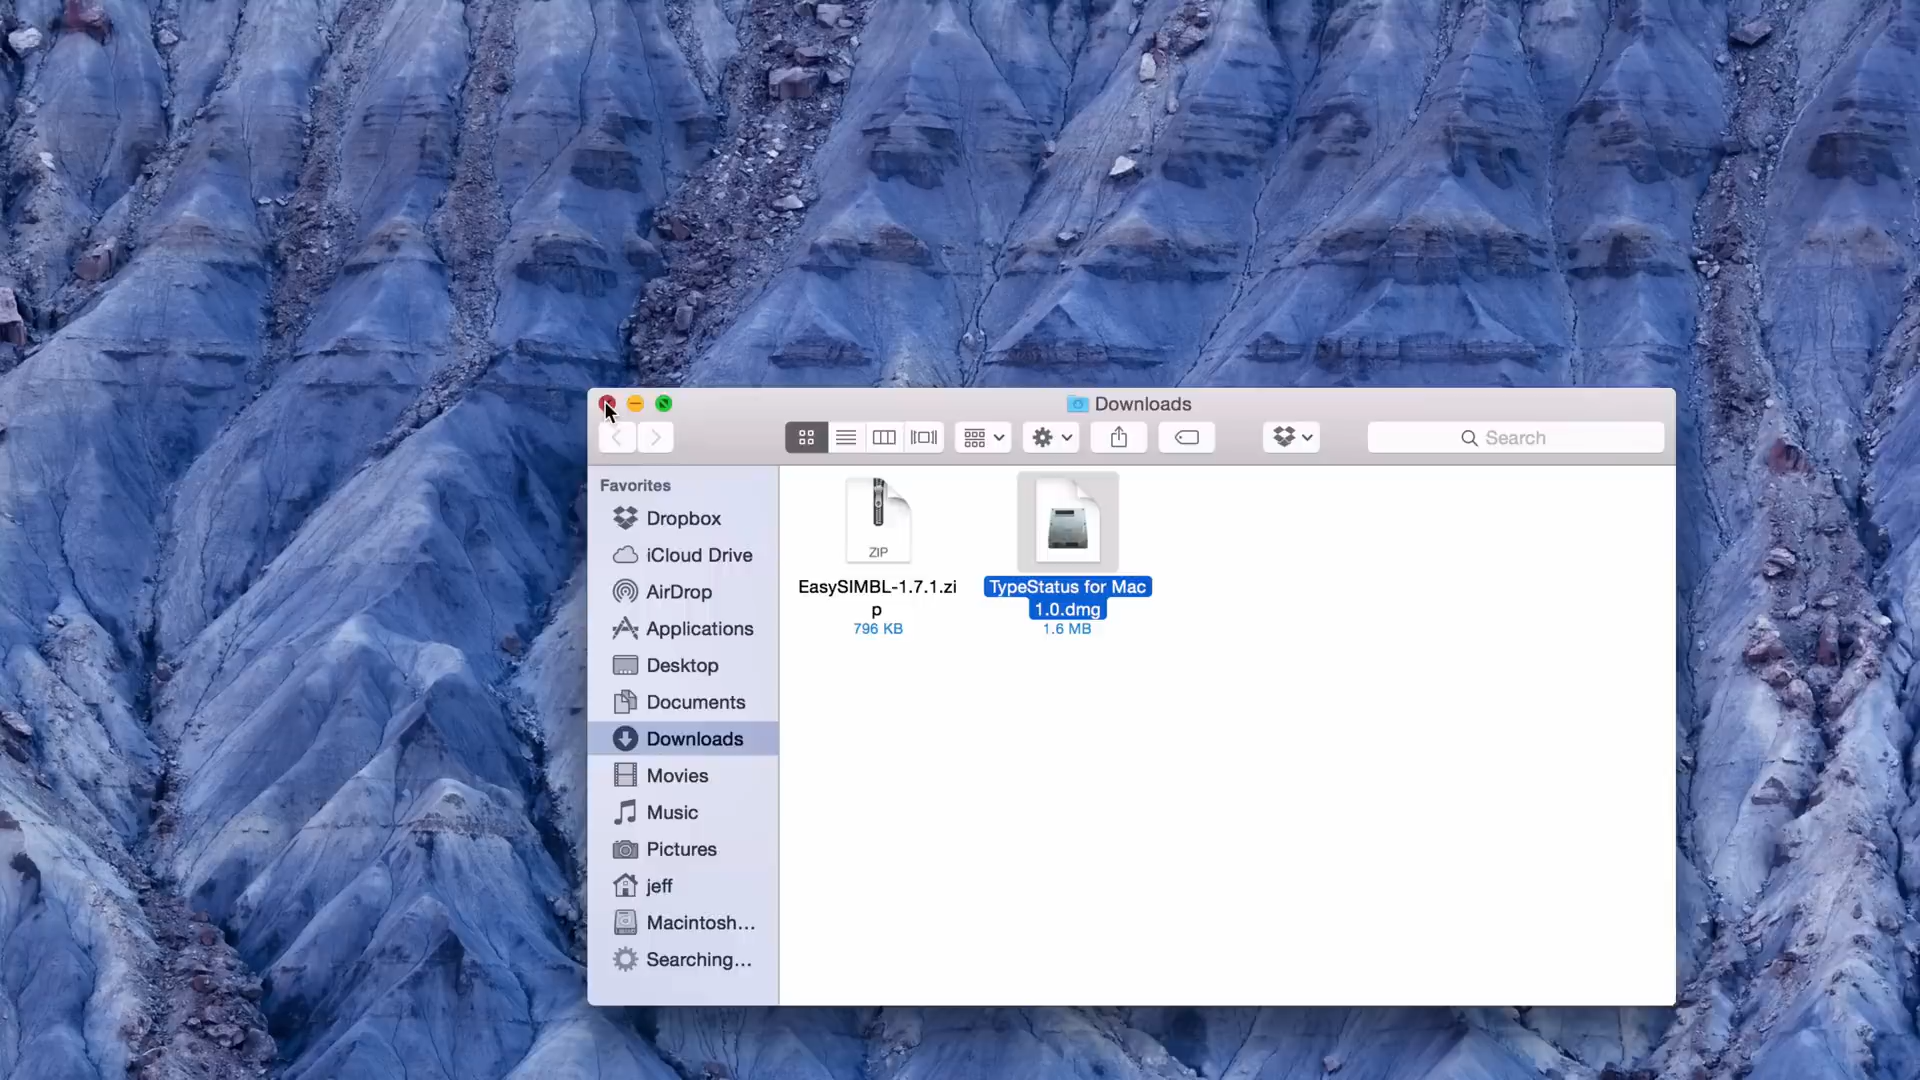 Downloads
Search
Favorites
Dropbox
iCloud Drive
AirDrop
Applications
Desktop
Documents
Downloads
Movies
Music
Pictures
jeff
Macintosh...
Searching...
ZIP
EasySIMBL-1.7.1.zi
p
796 KB
TypeStatus for Mac
1.0.dmg
1.6 MB